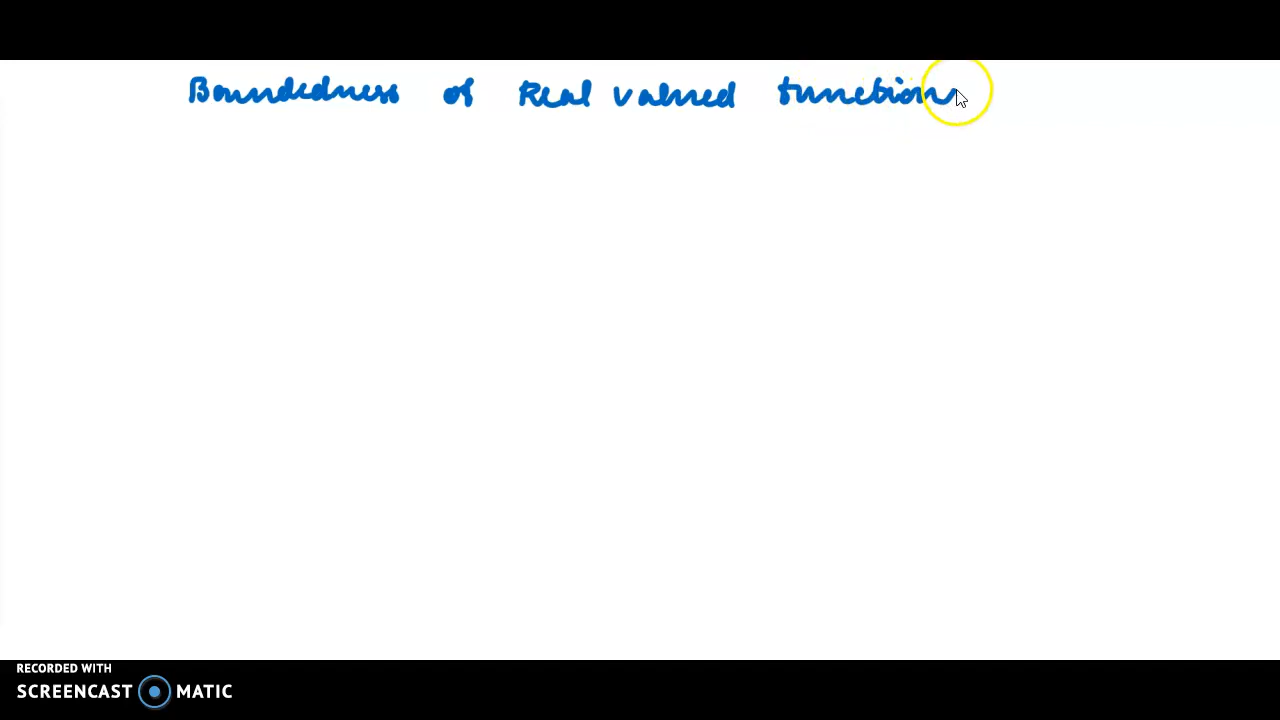 Boundedness of Real valued functions
RECORDED WITH
SCREENCAST MATIC